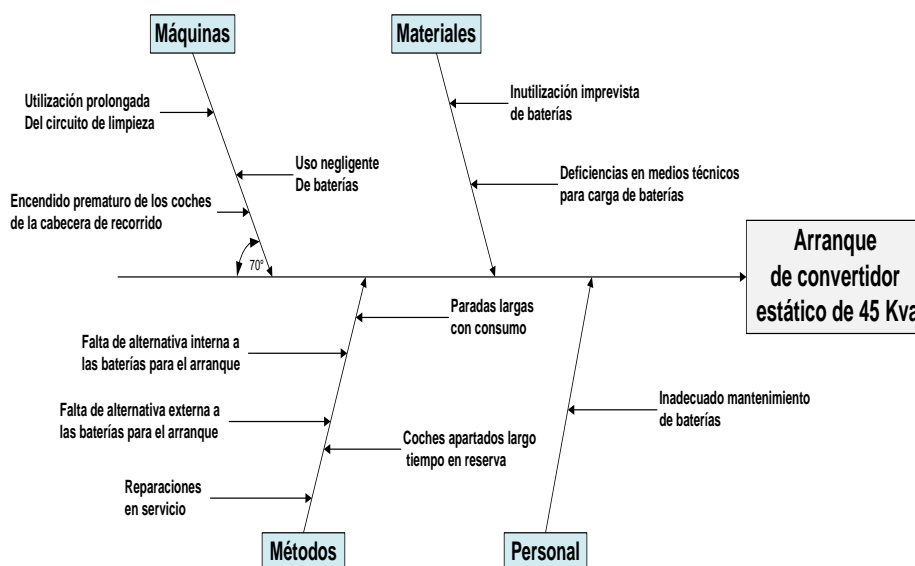 Máquinas
Materiales
Utilización prolongada
Del circuito de limpieza
Inutilización imprevista
de baterías
Uso negligente
De baterías
Deficiencias en medios técnicos
para carga de baterías
Encendido prematuro de los coches
de la cabecera de recorrido
70º
Arranque
de convertidor
estático de 45 Kva
Paradas largas
con consumo
Falta de alternativa interna a
las baterías para el arranque
Falta de alternativa externa a
las baterías para el arranque
Inadecuado mantenimiento
de baterías
Coches apartados largo
tiempo en reserva
Reparaciones
en servicio
Métodos
Personal